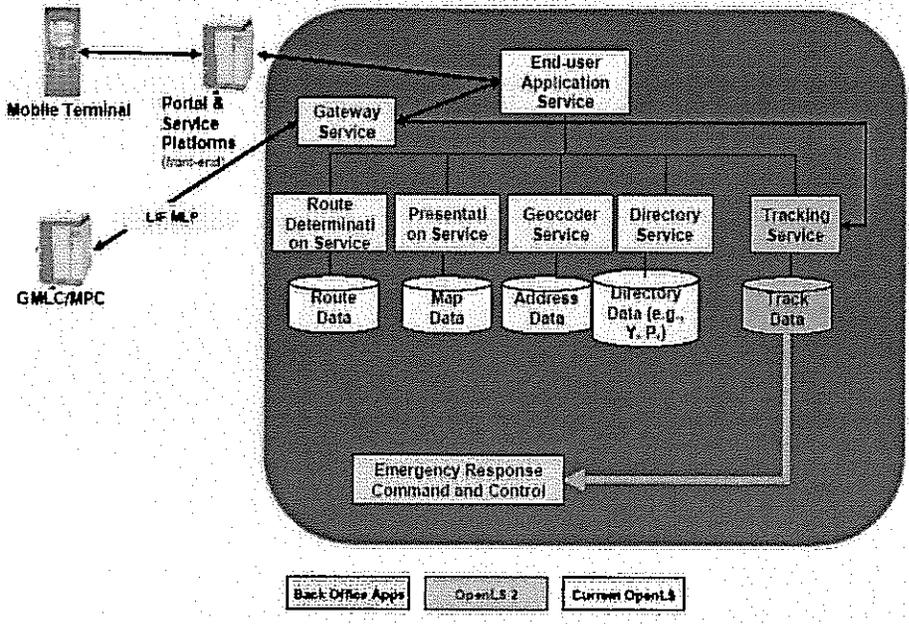 Mobile Terminal
Portal &
Service
Platforms
(front-end)
End-user
Application
Service
Gateway
Service
LIF MLP
GMLC/MPC
Route
Determinati
on Service
Presentati
on Service
Geocoder
Service
Directory
Service
Tracking
Service
Route
Data
Map
Data
Address
Data
Directory
Data (e.g.,
Y. P.)
Track
Data
Emergency Response
Command and Control
Back Office Apps
OpenLS 2
Current OpenLS